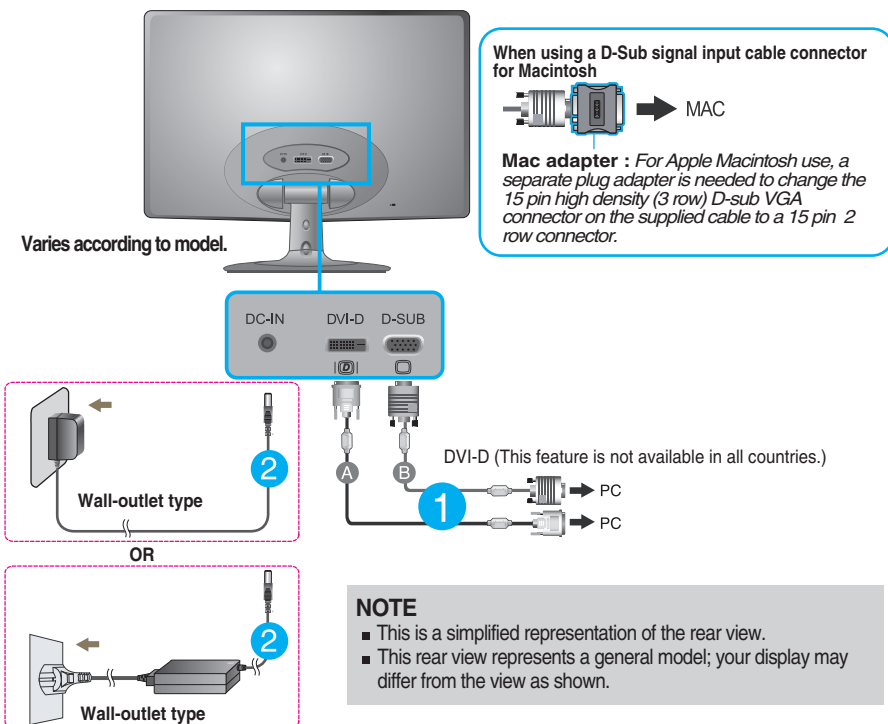 When using a D-Sub signal input cable connector
for Macintosh
MAC
Mac adapter : For Apple Macintosh use, a
separate plug adapter is needed to change the
15 pin high density (3 row) D-sub VGA
connector on the supplied cable to a 15 pin 2
row connector.
Varies according to model.
DC-IN
DVI-D
D-SUB
D
A
B
DVI-D (This feature is not available in all countries.)
1
PC
PC
2
Wall-outlet type
OR
2
Wall-outlet type
NOTE
■ This is a simplified representation of the rear view.
■ This rear view represents a general model; your display may
differ from the view as shown.